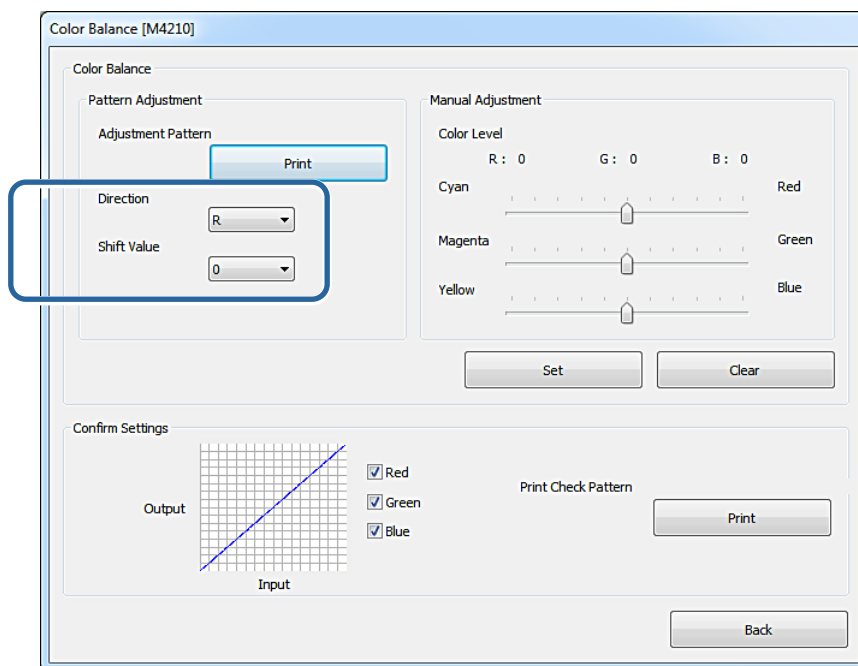 Color Balance [M4210]
Color Balance
Pattern Adjustment
Adjustment Pattern
Print
Direction
R
Shift Value
0
Manual Adjustment
Color Level
R: 0 G: 0 B: 0
Cyan Red
Magenta Green
Yellow Blue
Set Clear
Confirm Settings
Output
Input
Red
Green
Blue
Print Check Pattern
Print
Back